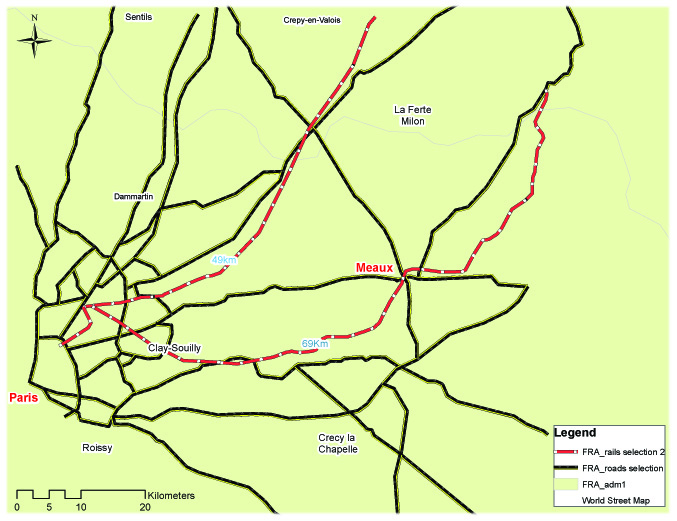 Sentils
Crepy-en-Valois
La Ferte
Milon
Dammartin
49km
Meaux
69Km
Clay-Souilly
Paris
Roissy
Crecy la
Chapelle
Legend
FRA_rails selection 2
FRA_roads selection
FRA_adm1
World Street Map
Kilometers
0 5 10 20